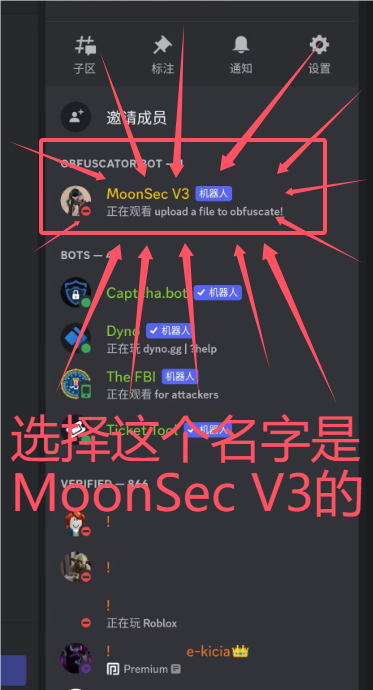 子区 标注 通知 设置
邀请成员
OBFUSCATOR BOT —
MoonSec V3 机器人
正在观看 upload a file to obfuscate!
BOTS — 4
Captcha.bot ✓ 机器人
Dyno ✓ 机器人
正在玩 dyno.gg | ?help
The FBI 机器人
正在观看 for attackers
Ticket Tool ✓ 机器人
选择这个名字是
MoonSec V3的
VERIFIED — 866
!
!
!
正在玩 Roblox
! e-kicia
Premium